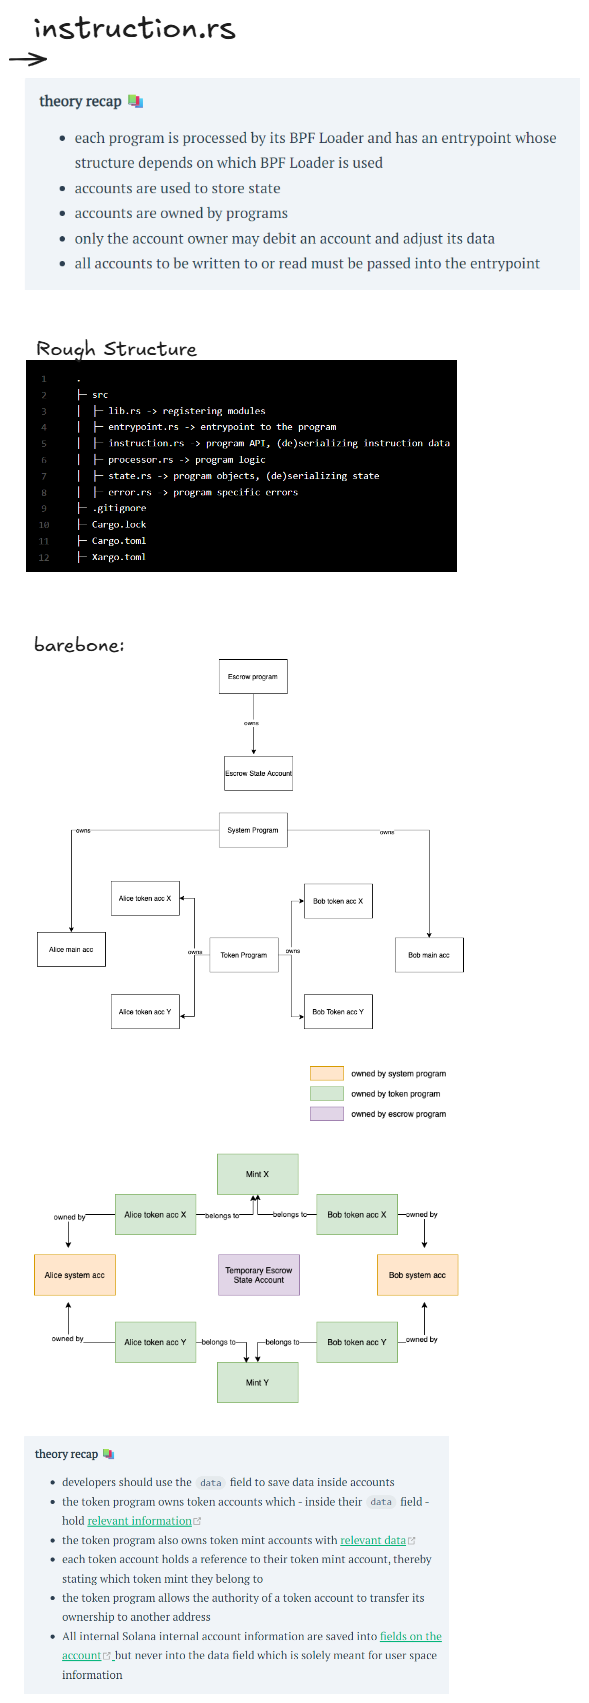 instruction.rs
theory recap
each program is processed by its BPF Loader and has an entrypoint whose
structure depends on which BPF Loader is used
accounts are used to store state
accounts are owned by programs
only the account owner may debit an account and adjust its data
all accounts to be written to or read must be passed into the entrypoint
Rough Structure
1 .
2 ├─ src
3 │ ├─ lib.rs -> registering modules
4 │ ├─ entrypoint.rs -> entrypoint to the program
5 │ ├─ instruction.rs -> program API, (de)serializing instruction data
6 │ ├─ processor.rs -> program logic
7 │ ├─ state.rs -> program objects, (de)serializing state
8 │ ├─ error.rs -> program specific errors
9 ├─ .gitignore
10 ├─ Cargo.lock
11 ├─ Cargo.toml
12 ├─ Xargo.toml
barebone:
Escrow program
owns
Escrow State Account
owns
System Program
owns
Alice token acc X
Bob token acc X
Alice main acc
owns
Token Program
owns
Bob main acc
Alice token acc Y
Bob Token acc Y
owned by system program
owned by token program
owned by escrow program
Mint X
owned by
Alice token acc X
belongs to
belongs to
Bob token acc X
owned by
Alice system acc
Temporary Escrow
State Account
Bob system acc
owned by
Alice token acc Y
belongs to
belongs to
Bob token acc Y
owned by
Mint Y
theory recap
developers should use the data field to save data inside accounts
the token program owns token accounts which - inside their data field -
hold relevant information
the token program also owns token mint accounts with relevant data
each token account holds a reference to their token mint account, thereby
stating which token mint they belong to
the token program allows the authority of a token account to transfer its
ownership to another address
All internal Solana internal account information are saved into fields on the
account but never into the data field which is solely meant for user space
information